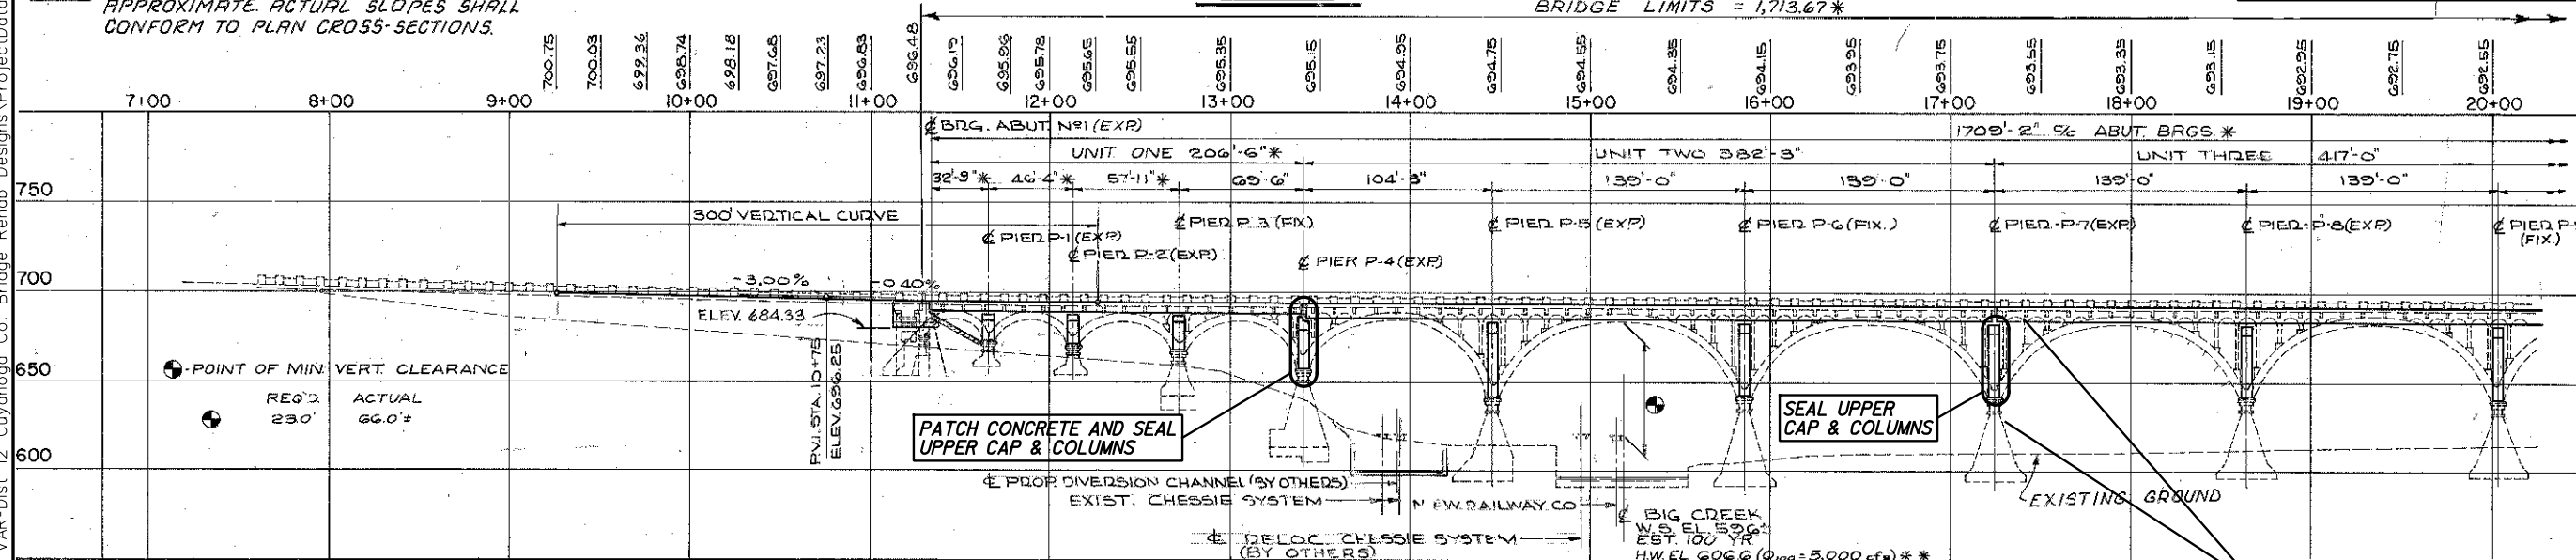 APPROXIMATE. ACTUAL SLOPES SHALL
CONFORM TO PLAN CROSS-SECTIONS.
BRIDGE LIMITS = 1,713.67*
700.75 700.03 699.36 698.74 698.18 697.68 697.23 696.83 696.48 696.19 695.96 695.78 695.65 695.55 695.35 695.15 694.95 694.75 694.55 694.35 694.15 693.95 693.75 693.55 693.35 693.15 692.95 692.75 692.55
7+00 8+00 9+00 10+00 11+00 12+00 13+00 14+00 15+00 16+00 17+00 18+00 19+00 20+00
℄ BRG. ABUT. Nº1 (EXP.)
1709'-2" C/C ABUT. BRGS. *
UNIT ONE 206'-6"*
UNIT TWO 382'-3"
UNIT THREE 417'-0"
32'-9"* 46'-4"* 57'-11"* 69'-6" 104'-3" 139'-0" 139'-0" 139'-0" 139'-0"
750
300' VERTICAL CURVE
℄ PIER P-1 (EXP.)
℄ PIER P-2 (EXP.)
℄ PIER P-3 (FIX)
℄ PIER P-4 (EXP.)
℄ PIER P-5 (EXP.)
℄ PIER P-6 (FIX.)
℄ PIER P-7 (EXP)
℄ PIER P-8 (EXP.)
℄ PIER P-
(FIX.)
700
-3.00%
-0.40%
ELEV. 684.33
650
P.V.I. STA. 10+75
ELEV. 696.25
-POINT OF MIN. VERT. CLEARANCE
REQ'D. ACTUAL
23.0' 66.0'±
PATCH CONCRETE AND SEAL
UPPER CAP & COLUMNS
SEAL UPPER
CAP & COLUMNS
600
℄ PROP. DIVERSION CHANNEL (BY OTHERS)
EXIST. CHESSIE SYSTEM
N & W. RAILWAY CO.
℄ RELOC. CHESSIE SYSTEM
(BY OTHERS)
℄ BIG CREEK
W.S. EL. 596±
EST. 100 YR.
H.W. EL. 606.6 (Q100 = 5,000 cfs) * *
EXISTING GROUND
VAR-Dist 12 Cuyahoga Co. Bridge Rehab Designs\ProjectData